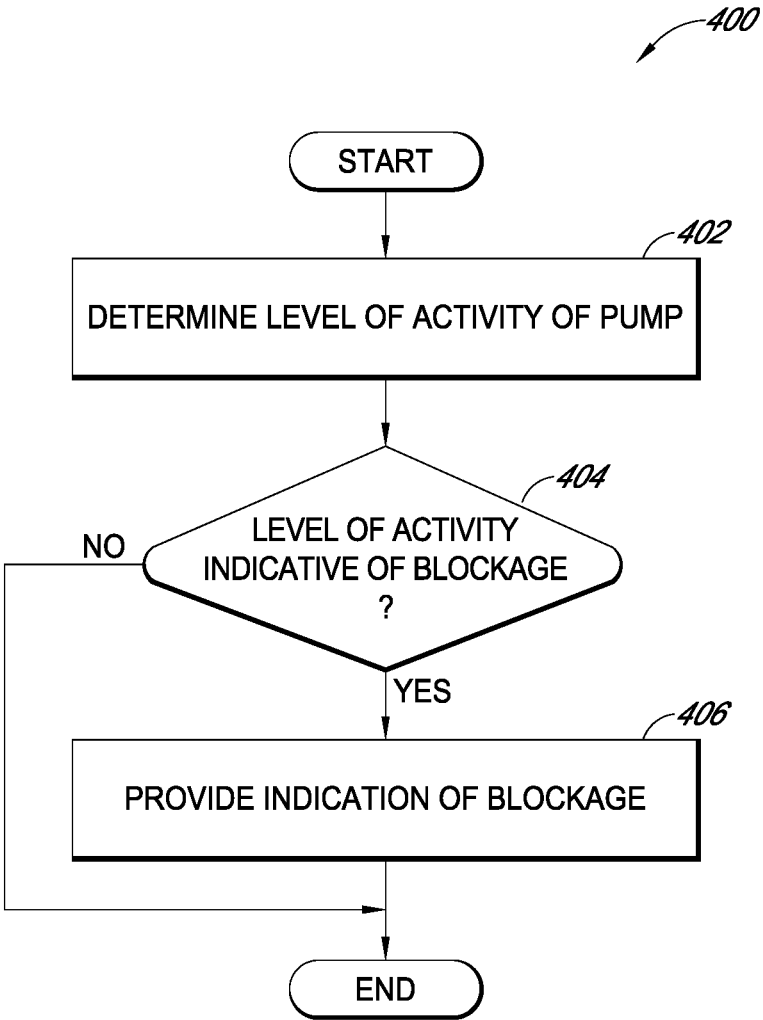 400
START
402
DETERMINE LEVEL OF ACTIVITY OF PUMP
404
LEVEL OF ACTIVITY
INDICATIVE OF BLOCKAGE
?
NO
YES
406
PROVIDE INDICATION OF BLOCKAGE
END